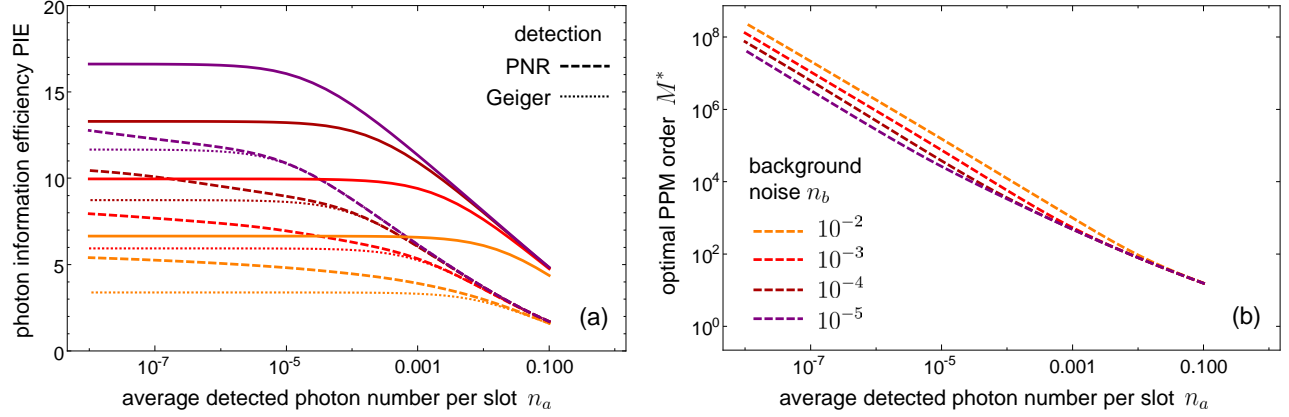 photon information efficiency PIE
20
15
10
5
0
detection
PNR
Geiger
(a)
10^-7
10^-5
0.001
0.100
average detected photon number per slot n_a
optimal PPM order M^*
10^8
10^6
10^4
10^2
10^0
background
noise n_b
10^-2
10^-3
10^-4
10^-5
(b)
10^-7
10^-5
0.001
0.100
average detected photon number per slot n_a